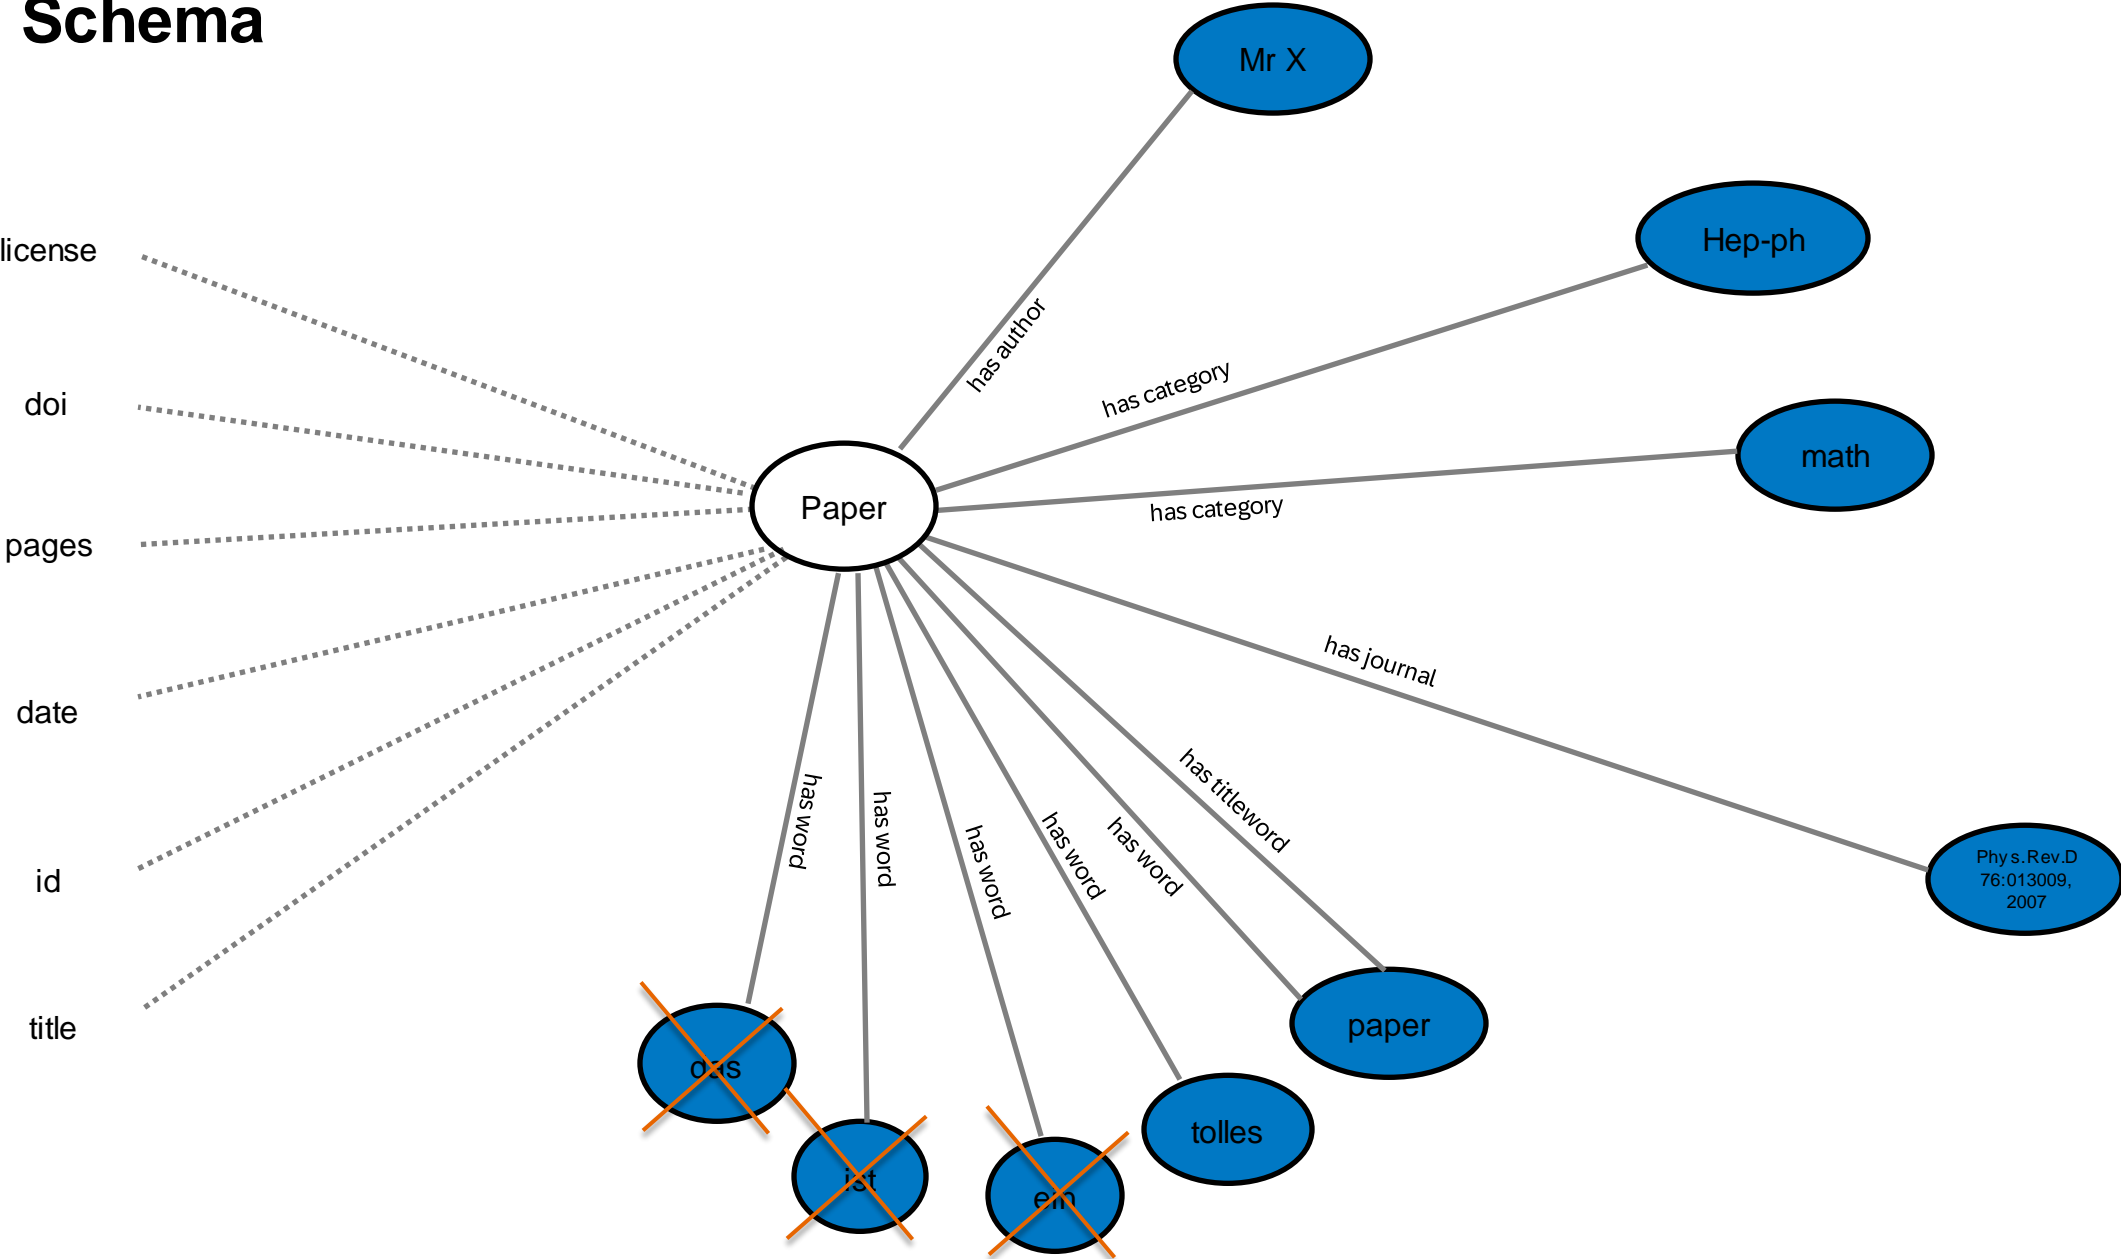 Schema
Mr X
Hep-ph
license
has author
has category
doi
math
Paper
has category
pages
has journal
date
has titleword
has word
has word
has word
has word
has word
Phys.Rev.D
76:013009,
2007
id
paper
title
das
tolles
ist
ein